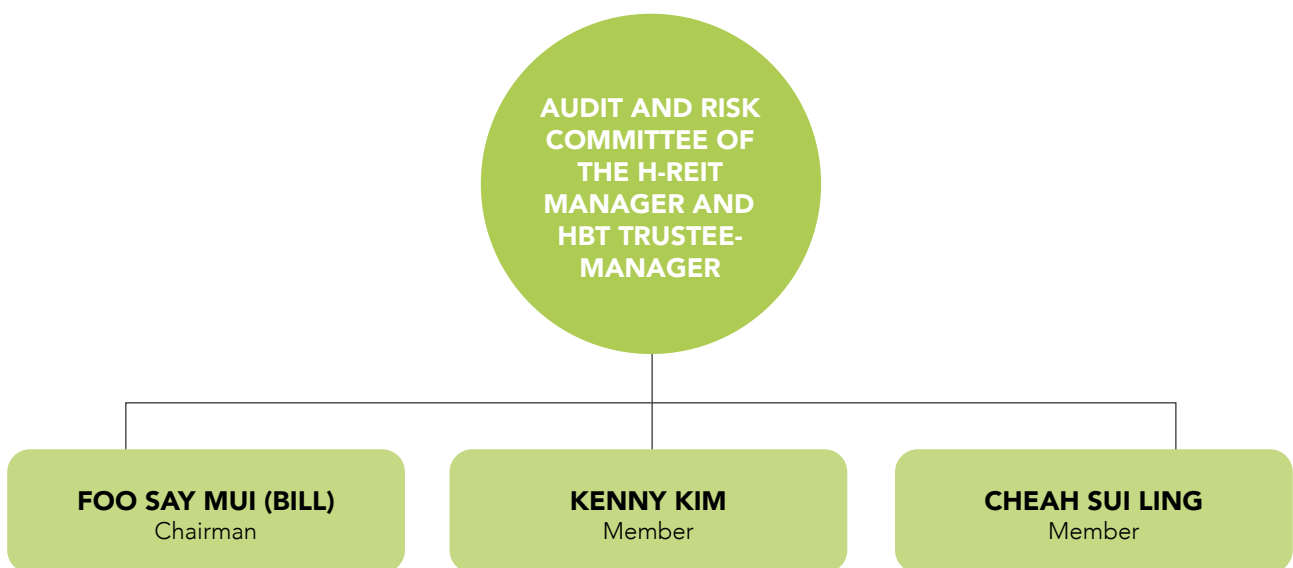 AUDIT AND RISK
COMMITTEE OF
THE H-REIT
MANAGER AND
HBT TRUSTEE-
MANAGER
FOO SAY MUI (BILL)
Chairman
KENNY KIM
Member
CHEAH SUI LING
Member